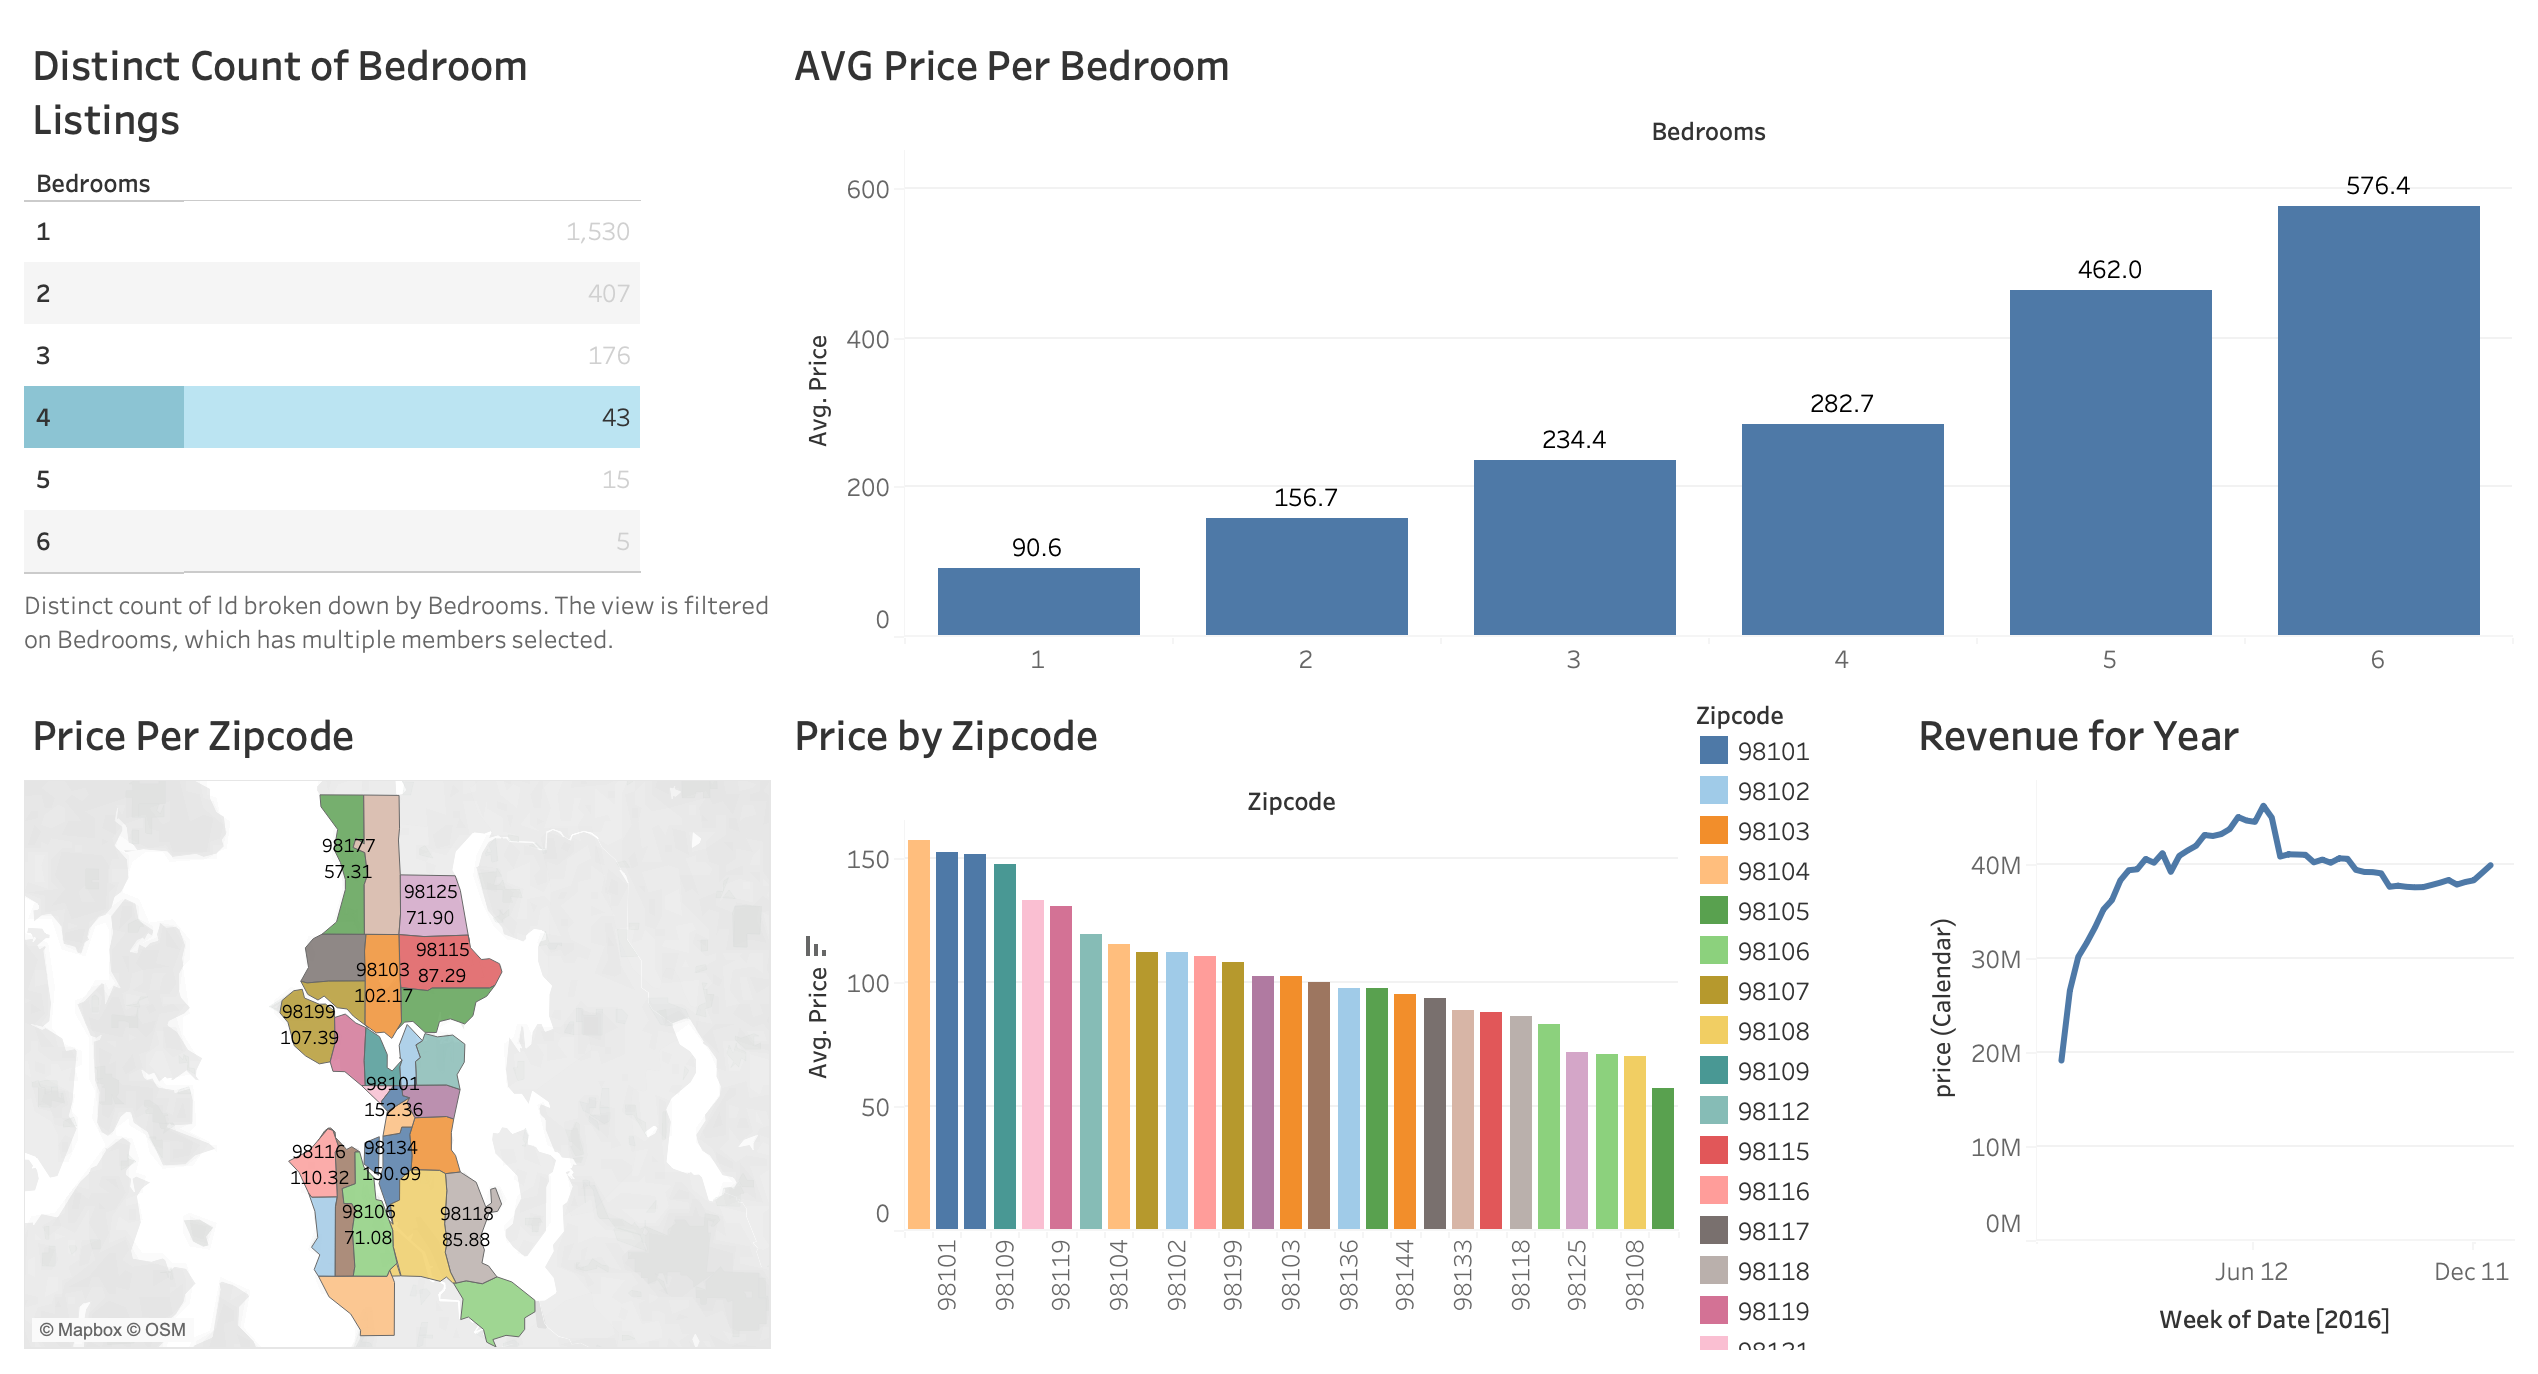 Distinct Count of Bedroom
Listings
Bedrooms
1 1,530
2 407
3 176
4 43
5 15
6 5
Distinct count of Id broken down by Bedrooms. The view is filtered
on Bedrooms, which has multiple members selected.
AVG Price Per Bedroom
Bedrooms
Avg. Price
600
400
200
0
90.6
156.7
234.4
282.7
462.0
576.4
1 2 3 4 5 6
Price Per Zipcode
98177
57.31
98125
71.90
98115
87.29
98103
102.17
98199
107.39
98101
152.36
98134
150.99
98116
110.32
98106
71.08
98118
85.88
© Mapbox © OSM
Price by Zipcode
Zipcode
Avg. Price
150
100
50
0
98101
98109
98119
98104
98102
98199
98103
98136
98144
98133
98118
98125
98108
Zipcode
98101
98102
98103
98104
98105
98106
98107
98108
98109
98112
98115
98116
98117
98118
98119
98121
Revenue for Year
price (Calendar)
40M
30M
20M
10M
0M
Jun 12 Dec 11
Week of Date [2016]